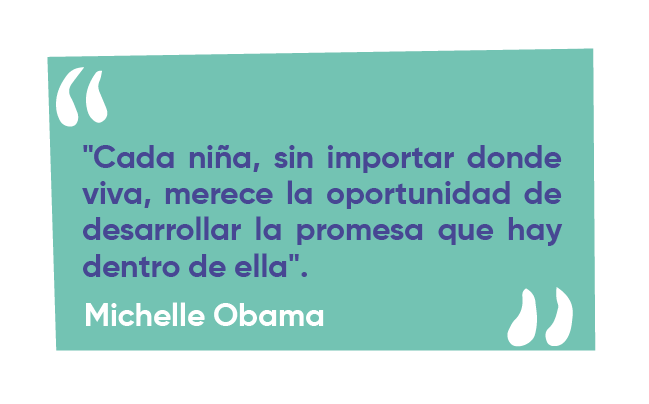 "Cada niña, sin importar donde
viva, merece la oportunidad de
desarrollar la promesa que hay
dentro de ella".
Michelle Obama